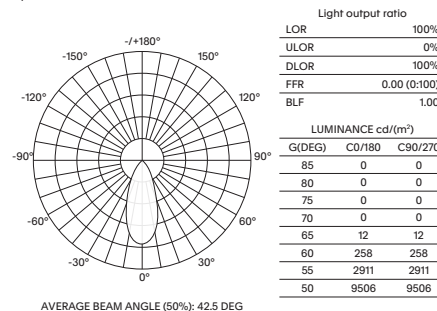 -/+180°
-150° 150°
-120° 120°
-90° 90°
-60° 60°
-30° 30°
0°
AVERAGE BEAM ANGLE (50%): 42.5 DEG
Light output ratio
LOR 100%
ULOR 0%
DLOR 100%
FFR 0.00 (0:100)
BLF 1.00
LUMINANCE cd/(m²)
G(DEG) C0/180 C90/270
85 0 0
80 0 0
75 0 0
70 0 0
65 12 12
60 258 258
55 2911 2911
50 9506 9506